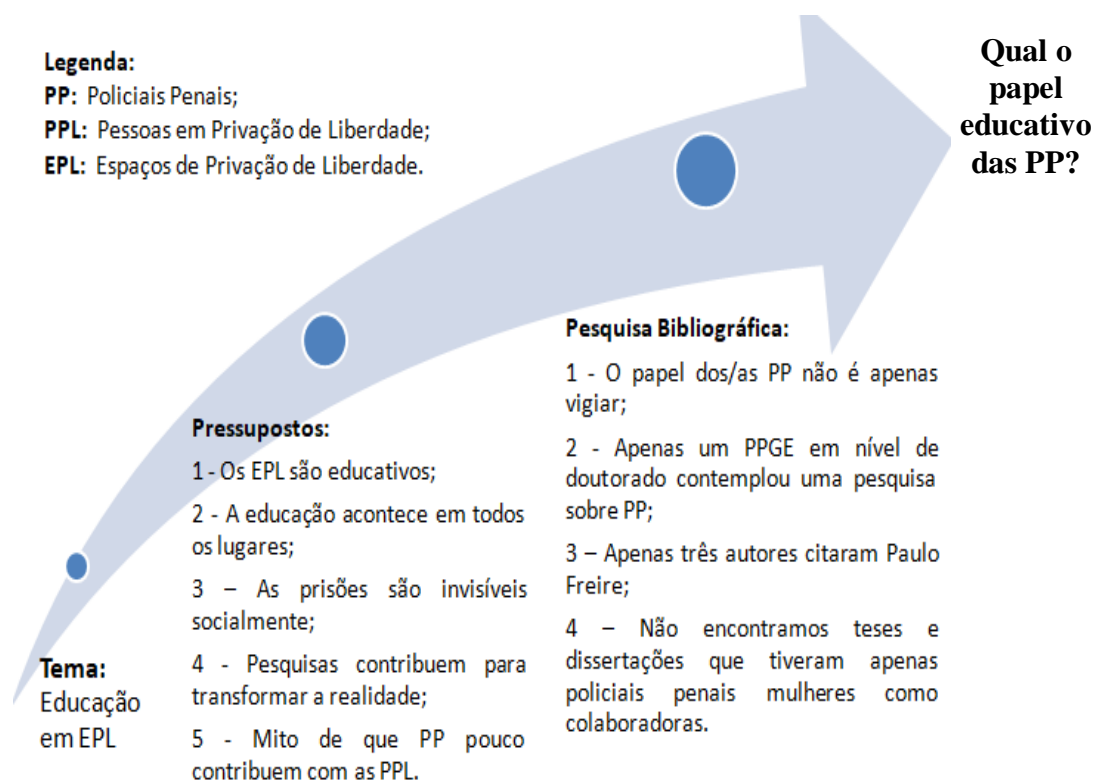 Legenda:
PP: Policiais Penais;
PPL: Pessoas em Privação de Liberdade;
EPL: Espaços de Privação de Liberdade.
Qual o
papel
educativo
das PP?
Tema:
Educação
em EPL
Pressupostos:
1 - Os EPL são educativos;
2 - A educação acontece em todos
os lugares;
3 – As prisões são invisíveis
socialmente;
4 - Pesquisas contribuem para
transformar a realidade;
5 - Mito de que PP pouco
contribuem com as PPL.
Pesquisa Bibliográfica:
1 - O papel dos/as PP não é apenas
vigiar;
2 - Apenas um PPGE em nível de
doutorado contemplou uma pesquisa
sobre PP;
3 – Apenas três autores citaram Paulo
Freire;
4 – Não encontramos teses e
dissertações que tiveram apenas
policiais penais mulheres como
colaboradoras.